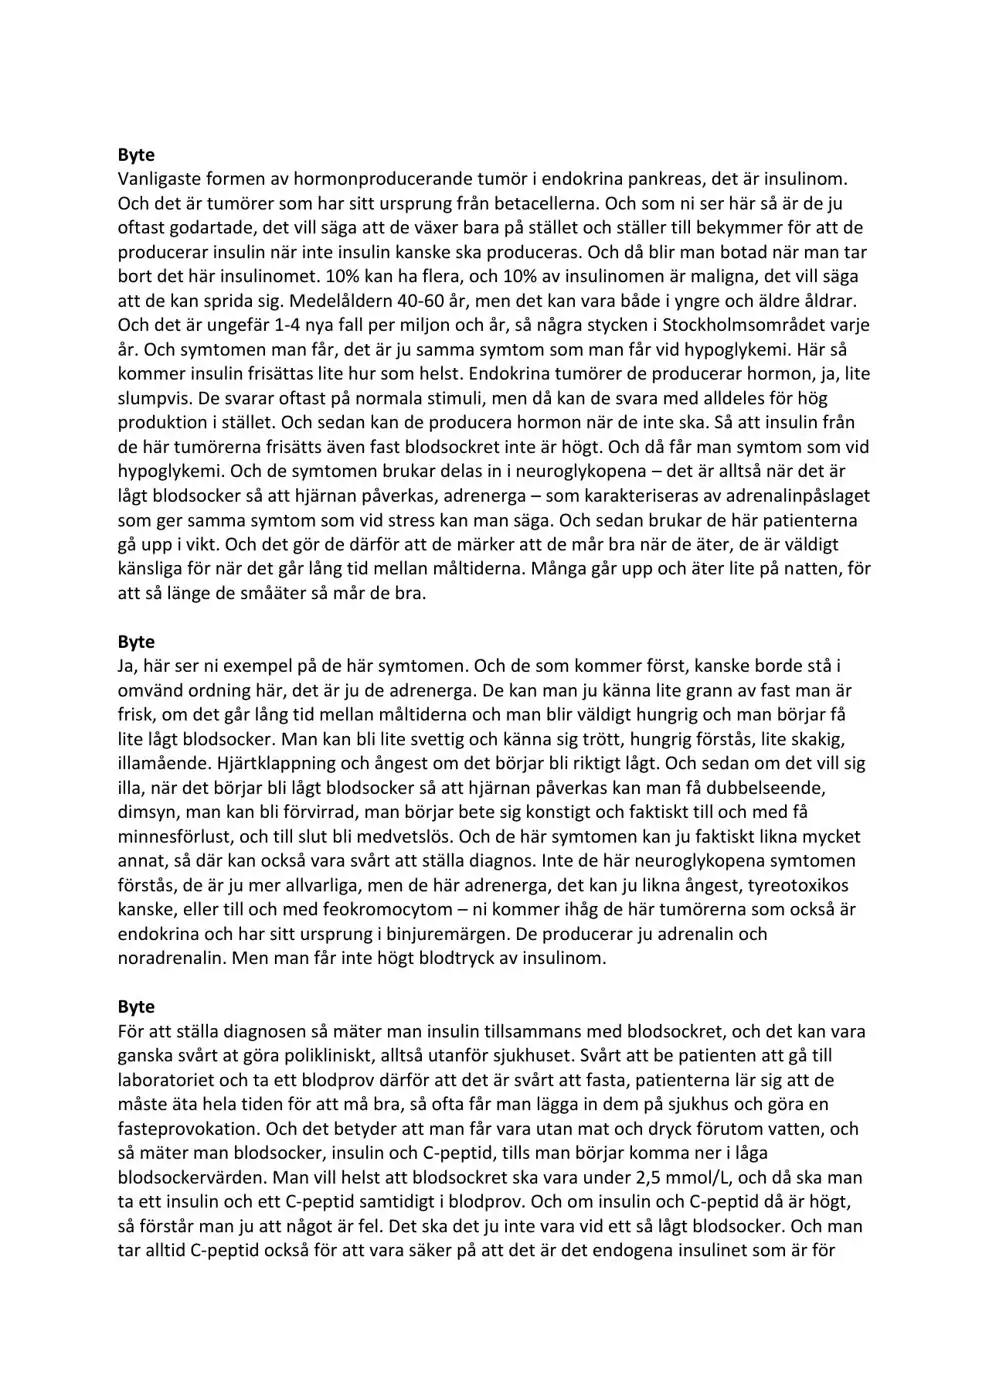 Byte
Vanligaste formen av hormonproducerande tumör i endokrina pankreas, det är insulinom.
Och det är tumörer som har sitt ursprung från betacellerna. Och som ni ser här så är de ju
oftast godartade, det vill säga att de växer bara på stället och ställer till bekymmer för att de
producerar insulin när inte insulin kanske ska produceras. Och då blir man botad när man tar
bort det här insulinomet. 10% kan ha flera, och 10% av insulinomen är maligna, det vill säga
att de kan sprida sig. Medelåldern 40-60 år, men det kan vara både i yngre och äldre åldrar.
Och det är ungefär 1-4 nya fall per miljon och år, så några stycken i Stockholmsområdet varje
år. Och symtomen man får, det är ju samma symtom som man får vid hypoglykemi. Här så
kommer insulin frisättas lite hur som helst. Endokrina tumörer de producerar hormon, ja, lite
slumpvis. De svarar oftast på normala stimuli, men då kan de svara med alldeles för hög
produktion i stället. Och sedan kan de producera hormon när de inte ska. Så att insulin från
de här tumörerna frisätts även fast blodsockret inte är högt. Och då får man symtom som vid
hypoglykemi. Och de symtomen brukar delas in i neuroglykopena – det är alltså när det är
lågt blodsocker så att hjärnan påverkas, adrenerga – som karakteriseras av adrenalinpåslaget
som ger samma symtom som vid stress kan man säga. Och sedan brukar de här patienterna
gå upp i vikt. Och det gör de därför att de märker att de mår bra när de äter, de är väldigt
känsliga för när det går lång tid mellan måltiderna. Många går upp och äter lite på natten, för
att så länge de småäter så mår de bra.
Byte
Ja, här ser ni exempel på de här symtomen. Och de som kommer först, kanske borde stå i
omvänd ordning här, det är ju de adrenerga. De kan man ju känna lite grann av fast man är
frisk, om det går lång tid mellan måltiderna och man blir väldigt hungrig och man börjar få
lite lågt blodsocker. Man kan bli lite svettig och känna sig trött, hungrig förstås, lite skakig,
illamående. Hjärtklappning och ångest om det börjar bli riktigt lågt. Och sedan om det vill sig
illa, när det börjar bli lågt blodsocker så att hjärnan påverkas kan man få dubbelseende,
dimsyn, man kan bli förvirrad, man börjar bete sig konstigt och faktiskt till och med få
minnesförlust, och till slut bli medvetslös. Och de här symtomen kan ju faktiskt likna mycket
annat, så där kan också vara svårt att ställa diagnos. Inte de här neuroglykopena symtomen
förstås, de är ju mer allvarliga, men de här adrenerga, det kan ju likna ångest, tyreotoxikos
kanske, eller till och med feokromocytom – ni kommer ihåg de här tumörerna som också är
endokrina och har sitt ursprung i binjuremärgen. De producerar ju adrenalin och
noradrenalin. Men man får inte högt blodtryck av insulinom.
Byte
För att ställa diagnosen så mäter man insulin tillsammans med blodsockret, och det kan vara
ganska svårt at göra polikliniskt, alltså utanför sjukhuset. Svårt att be patienten att gå till
laboratoriet och ta ett blodprov därför att det är svårt att fasta, patienterna lär sig att de
måste äta hela tiden för att må bra, så ofta får man lägga in dem på sjukhus och göra en
fasteprovokation. Och det betyder att man får vara utan mat och dryck förutom vatten, och
så mäter man blodsocker, insulin och C-peptid, tills man börjar komma ner i låga
blodsockervärden. Man vill helst att blodsockret ska vara under 2,5 mmol/L, och då ska man
ta ett insulin och ett C-peptid samtidigt i blodprov. Och om insulin och C-peptid då är högt,
så förstår man ju att något är fel. Det ska det ju inte vara vid ett så lågt blodsocker. Och man
tar alltid C-peptid också för att vara säker på att det är det endogena insulinet som är för